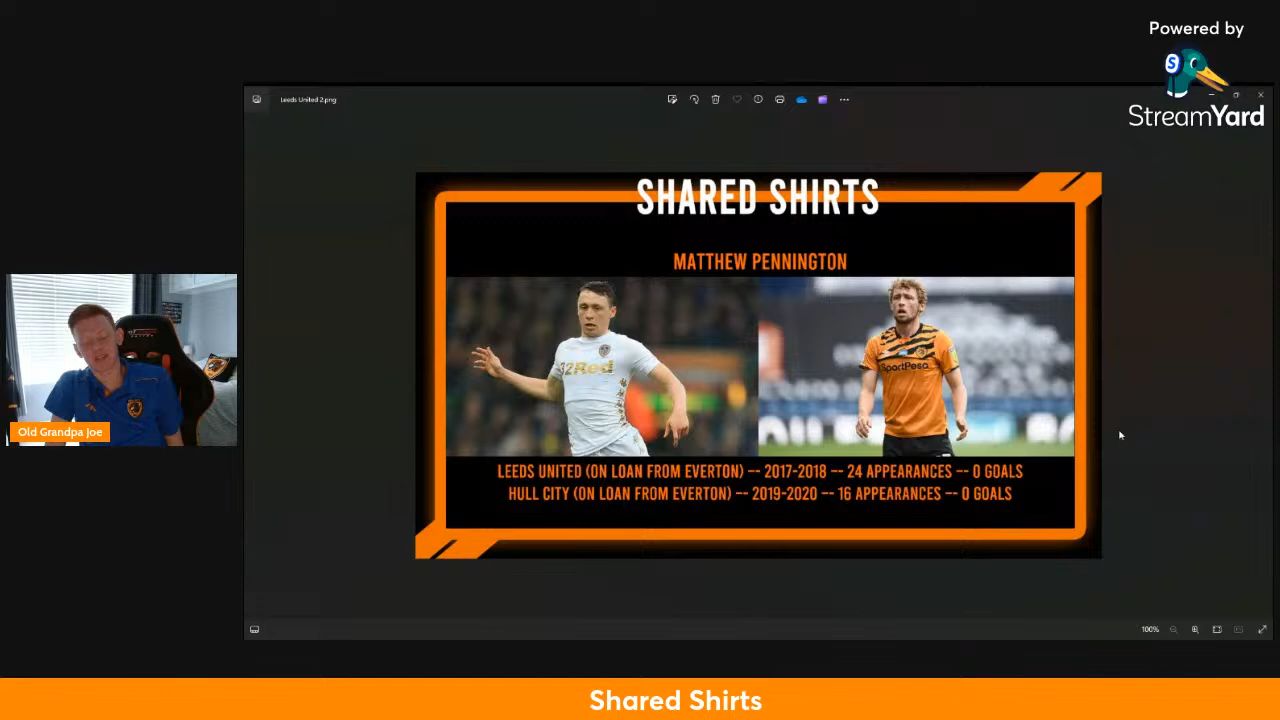 Powered by
StreamYard
Leeds United 2.png
SHARED SHIRTS
MATTHEW PENNINGTON
32Red
SportPesa
LEEDS UNITED (ON LOAN FROM EVERTON) -- 2017-2018 -- 24 APPEARANCES -- 0 GOALS
HULL CITY (ON LOAN FROM EVERTON) -- 2019-2020 -- 16 APPEARANCES -- 0 GOALS
Old Grandpa Joe
100%
Shared Shirts